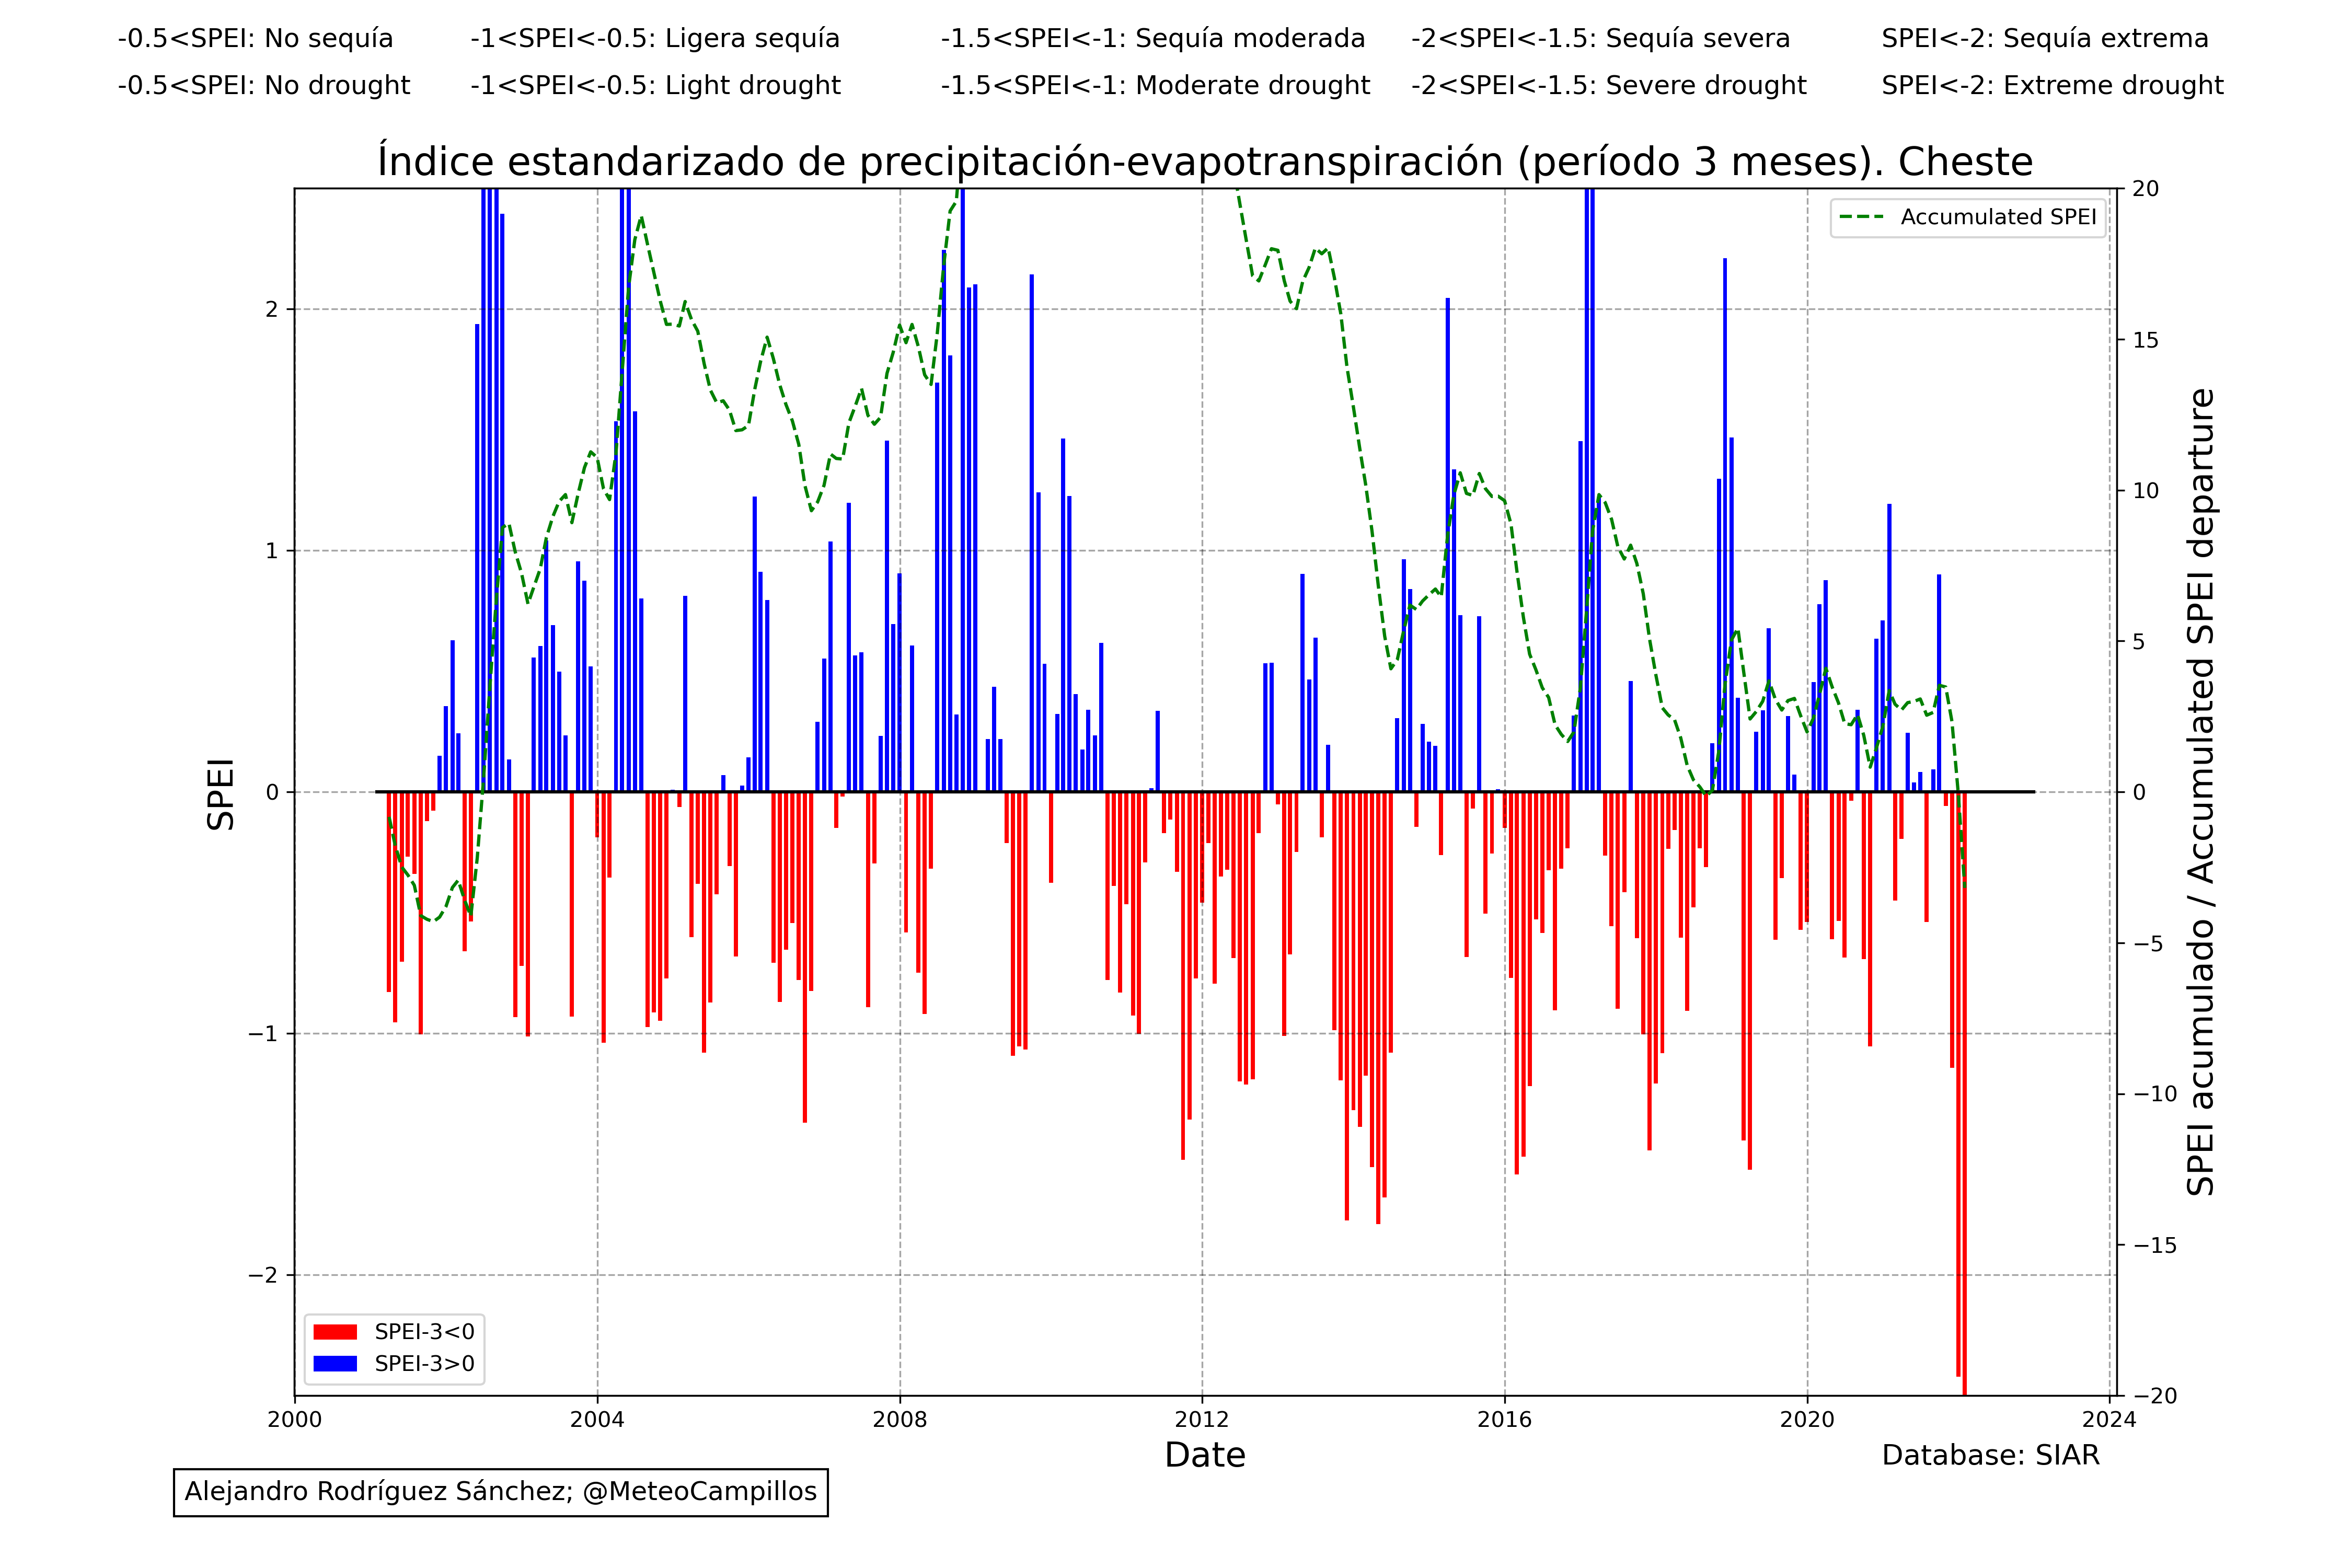 -0.5<SPEI: No sequía -1<SPEI<-0.5: Ligera sequía -1.5<SPEI<-1: Sequía moderada -2<SPEI<-1.5: Sequía severa SPEI<-2: Sequía extrema
-0.5<SPEI: No drought -1<SPEI<-0.5: Light drought -1.5<SPEI<-1: Moderate drought -2<SPEI<-1.5: Severe drought SPEI<-2: Extreme drought
Índice estandarizado de precipitación-evapotranspiración (período 3 meses). Cheste
Accumulated SPEI
SPEI
2
1
0
−1
−2
20
15
10
5
0
−5
−10
−15
−20
SPEI acumulado / Accumulated SPEI departure
SPEI-3<0
SPEI-3>0
2000 2004 2008 2012 2016 2020 2024
Date
Database: SIAR
Alejandro Rodríguez Sánchez; @MeteoCampillos